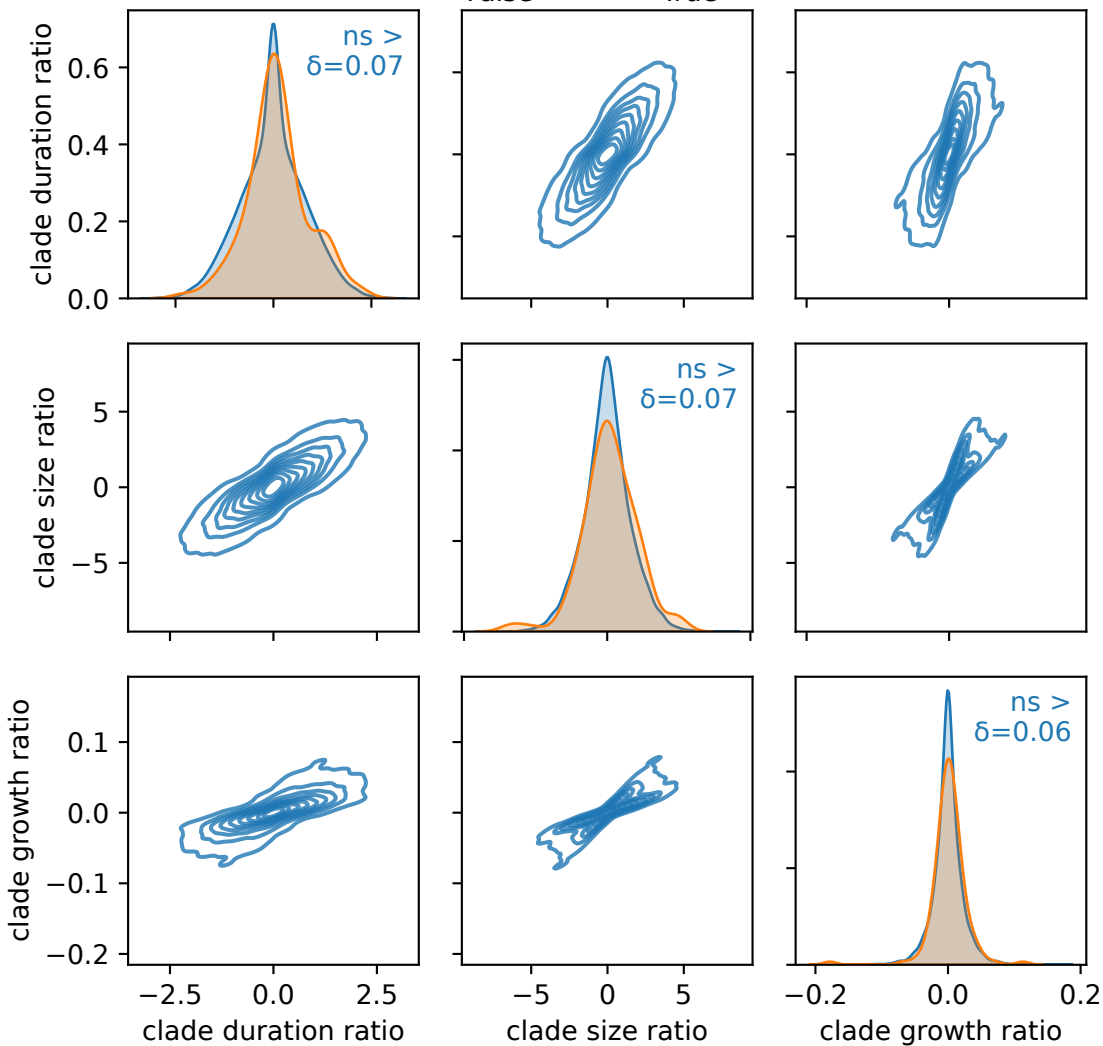 clade duration ratio
0.6
0.4
0.2
0.0
ns >
δ=0.07
clade size ratio
5
0
−5
ns >
δ=0.07
clade growth ratio
0.1
0.0
−0.1
−0.2
ns >
δ=0.06
−2.5 0.0 2.5
−5 0 5
−0.2 0.0 0.2
clade duration ratio
clade size ratio
clade growth ratio